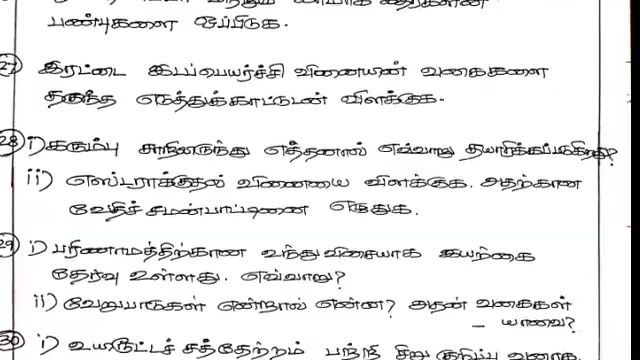 பண்புகளை ஒப்பிடுக.
27 இரட்டை இடப்பெயர்ச்சி வினையின் வகைகளை
தகுந்த எடுத்துக்காட்டுடன் விளக்குக.
28 i) கரும்பு சாறிலிருந்து எத்தனால் எவ்வாறு தயாரிக்கப்படுகிறது?
ii) எஸ்டராக்குதல் வினையை விளக்குக. அதற்கான
வேதிச் சமன்பாட்டினை எழுதுக.
29 i) பரிணாமத்திற்கான உந்துவிசையாக இயற்கை
தேர்வு உள்ளது. எவ்வாறு?
ii) வேறுபாடுகள் என்றால் என்ன? அதன் வகைகள்
– யாவை?
30 i) உயிரூட்டச் சத்தேற்றம் பற்றி சிறு குறிப்பு வரைக.